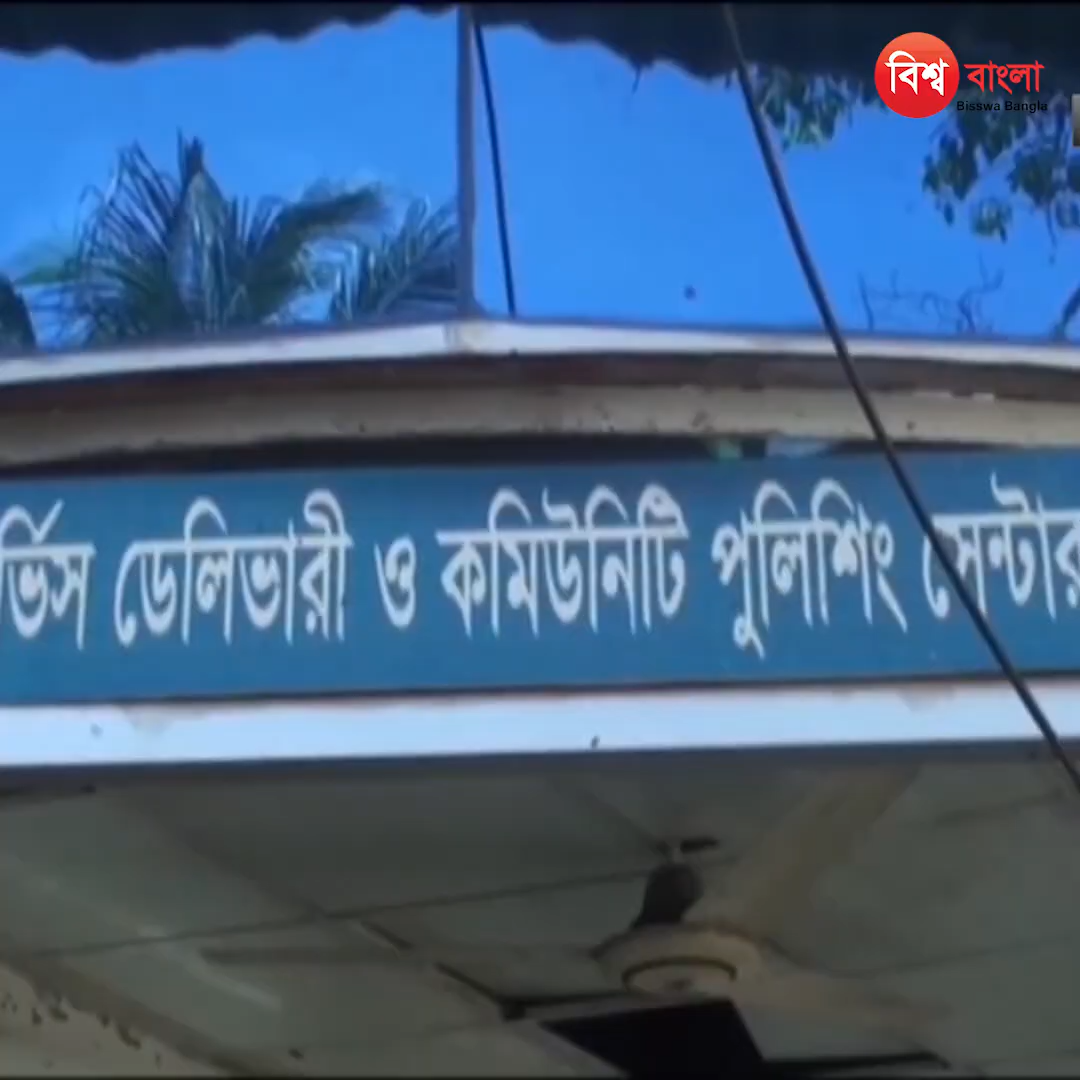 বিশ্ব বাংলা
Bisswa Bangla
র্ভিস ডেলিভারী ও কমিউনিটি পুলিশিং সেন্টার